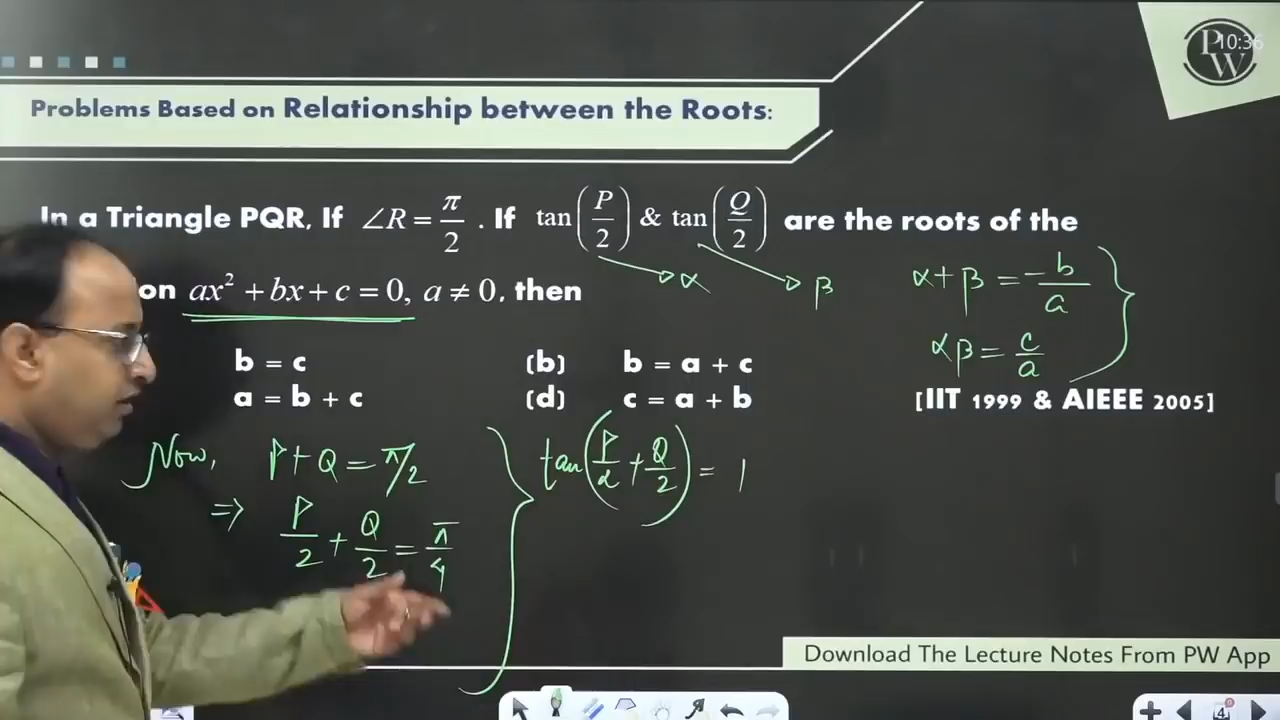 PW
10:36
Problems Based on Relationship between the Roots:
In a Triangle PQR, If ∠R = π/2 . If tan(P/2) & tan(Q/2) are the roots of the
on ax² + bx + c = 0, a ≠ 0, then
α β
α + β = -b/a
αβ = c/a
b = c (b) b = a + c
a = b + c (d) c = a + b [IIT 1999 & AIEEE 2005]
Now, P + Q = π/2
⇒ P/2 + Q/2 = π/4
tan(P/2 + Q/2) = 1
Download The Lecture Notes From PW App
4